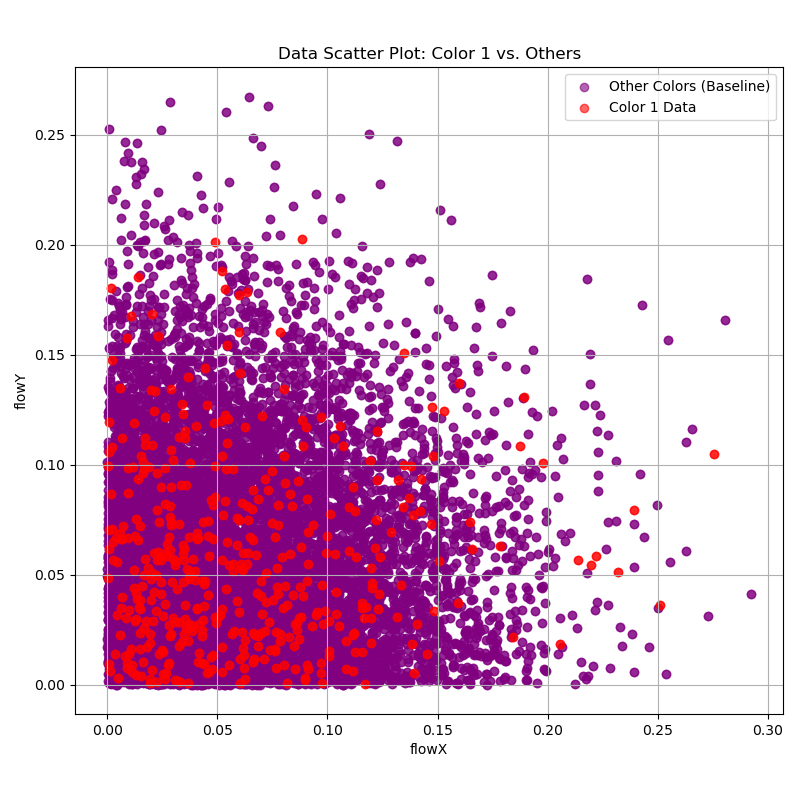 Data Scatter Plot: Color 1 vs. Others
Other Colors (Baseline)
Color 1 Data
flowY
0.25
0.20
0.15
0.10
0.05
0.00
0.00 0.05 0.10 0.15 0.20 0.25 0.30
flowX